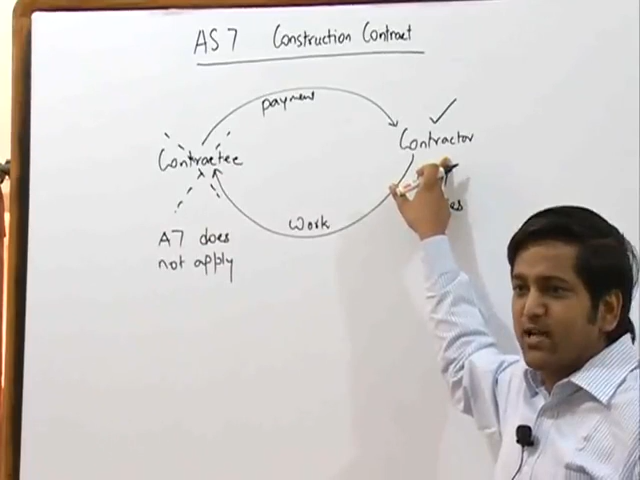 AS 7 Construction Contract
payment
Contractor
Contractee
Work
A7 does
not apply